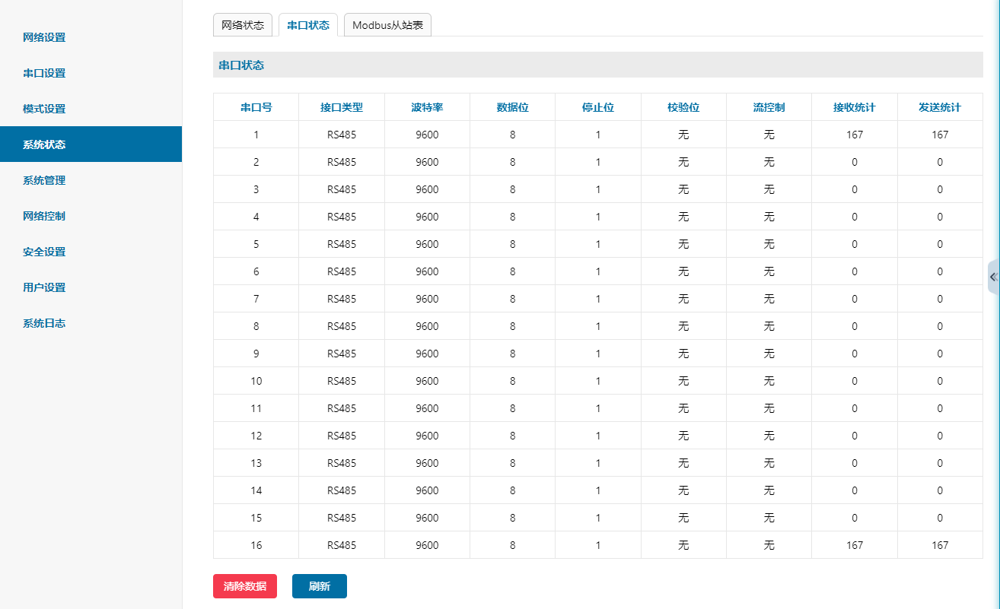 网络设置
串口设置
模式设置
系统状态
系统管理
网络控制
安全设置
用户设置
系统日志
网络状态 串口状态 Modbus从站表
串口状态
串口号 接口类型 波特率 数据位 停止位 校验位 流控制 接收统计 发送统计
1 RS485 9600 8 1 无 无 167 167
2 RS485 9600 8 1 无 无 0 0
3 RS485 9600 8 1 无 无 0 0
4 RS485 9600 8 1 无 无 0 0
5 RS485 9600 8 1 无 无 0 0
6 RS485 9600 8 1 无 无 0 0
7 RS485 9600 8 1 无 无 0 0
8 RS485 9600 8 1 无 无 0 0
9 RS485 9600 8 1 无 无 0 0
10 RS485 9600 8 1 无 无 0 0
11 RS485 9600 8 1 无 无 0 0
12 RS485 9600 8 1 无 无 0 0
13 RS485 9600 8 1 无 无 0 0
14 RS485 9600 8 1 无 无 0 0
15 RS485 9600 8 1 无 无 0 0
16 RS485 9600 8 1 无 无 167 167
清除数据 刷新